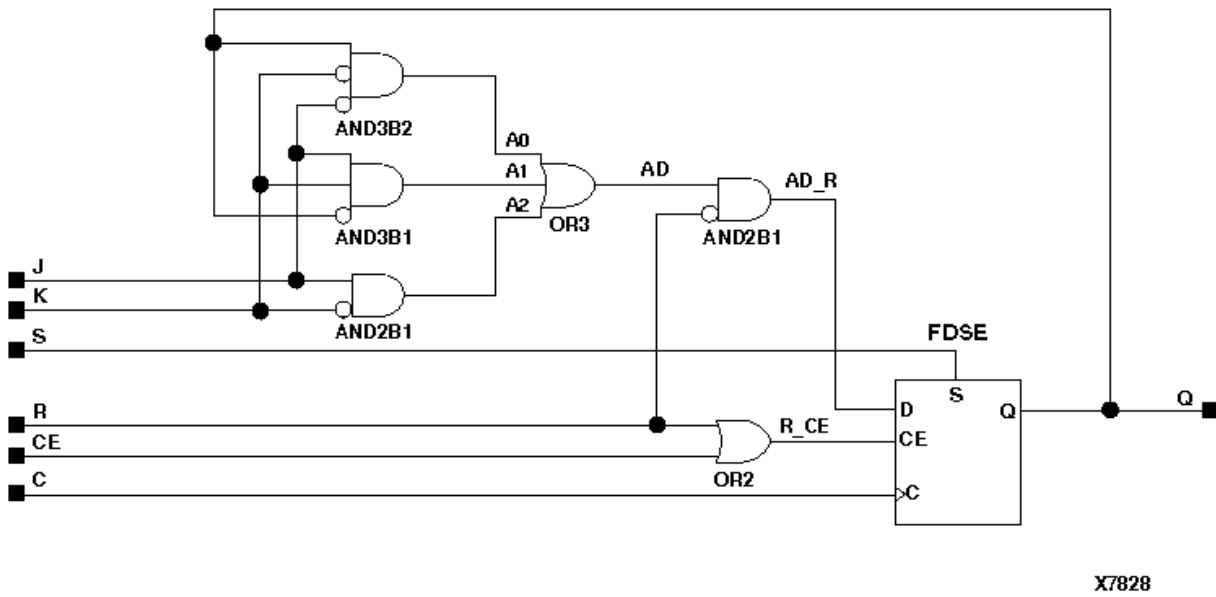 AND3B2
A0
A1
AD
AD_R
A2
OR3
AND2B1
AND3B1
J
K
AND2B1
S
FDSE
S
R
D
Q
Q
R_CE
CE
CE
OR2
C
C
X7828